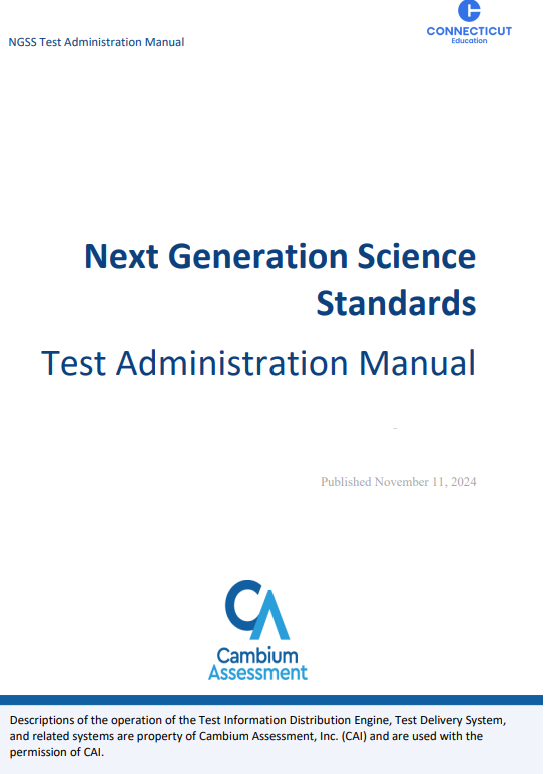 NGSS Test Administration Manual
CONNECTICUT
Education
Next Generation Science
Standards
Test Administration Manual
-
Published November 11, 2024
CA
Cambium
Assessment
Descriptions of the operation of the Test Information Distribution Engine, Test Delivery System,
and related systems are property of Cambium Assessment, Inc. (CAI) and are used with the
permission of CAI.